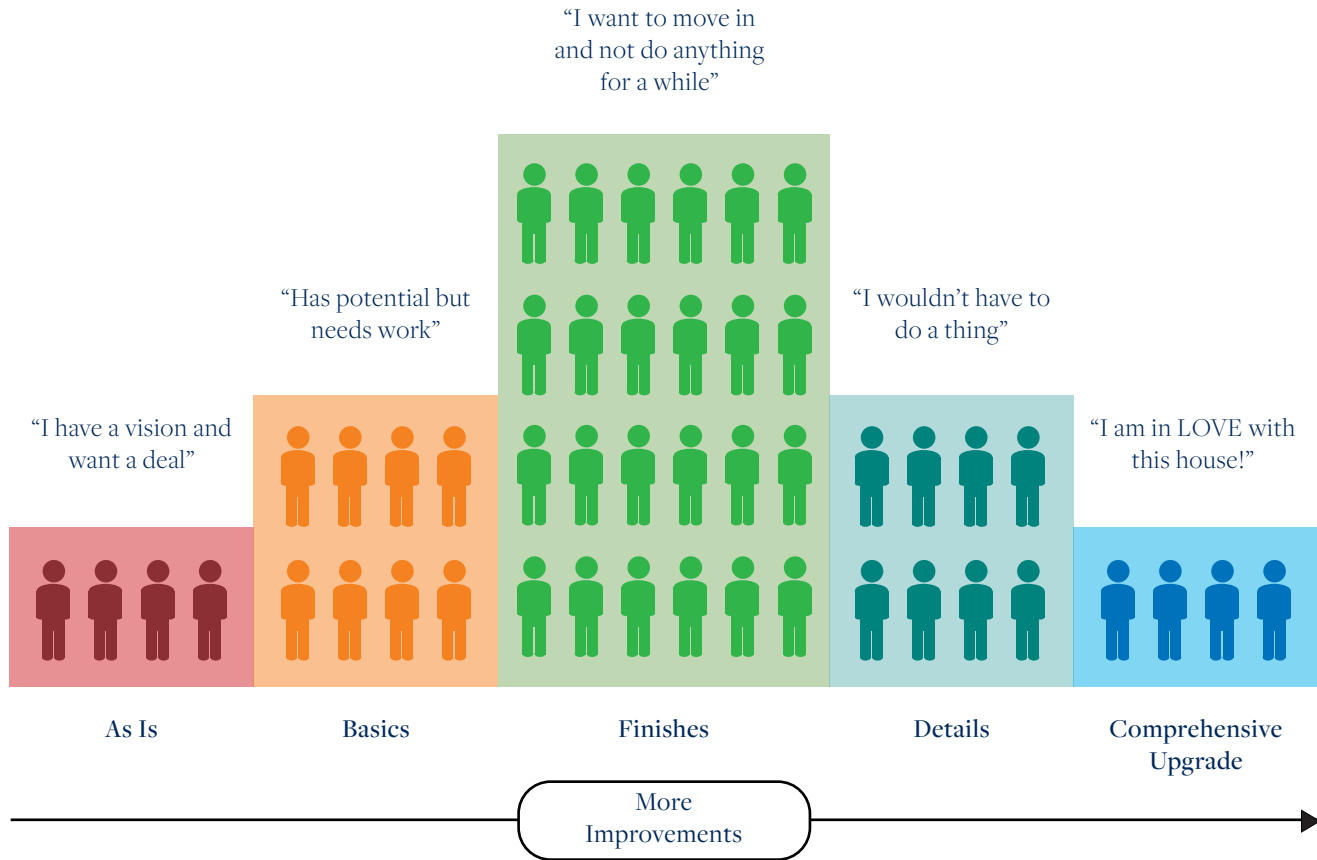 “I want to move in
and not do anything
for a while”
“Has potential but
needs work”
“I wouldn’t have to
do a thing”
“I have a vision and
want a deal”
“I am in LOVE with
this house!”
As Is
Basics
Finishes
Details
Comprehensive
Upgrade
More
Improvements